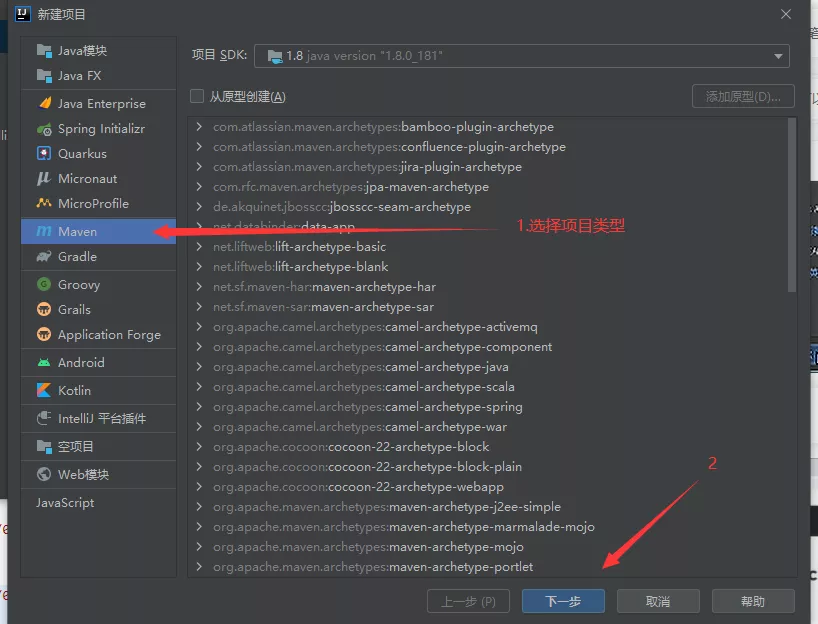 新建项目
Java模块
Java FX
Java Enterprise
Spring Initializr
Quarkus
Micronaut
MicroProfile
Maven
Gradle
Groovy
Grails
Application Forge
Android
Kotlin
IntelliJ 平台插件
空项目
Web模块
JavaScript
项目 SDK: 1.8 java version "1.8.0_181"
从原型创建(A)
添加原型(D)...
com.atlassian.maven.archetypes:bamboo-plugin-archetype
com.atlassian.maven.archetypes:confluence-plugin-archetype
com.atlassian.maven.archetypes:jira-plugin-archetype
com.rfc.maven.archetypes:jpa-maven-archetype
de.akquinet.jbosscc:jbosscc-seam-archetype
net.databinder:data-app
net.liftweb:lift-archetype-basic
net.liftweb:lift-archetype-blank
net.sf.maven-har:maven-archetype-har
net.sf.maven-sar:maven-archetype-sar
org.apache.camel.archetypes:camel-archetype-activemq
org.apache.camel.archetypes:camel-archetype-component
org.apache.camel.archetypes:camel-archetype-java
org.apache.camel.archetypes:camel-archetype-scala
org.apache.camel.archetypes:camel-archetype-spring
org.apache.camel.archetypes:camel-archetype-war
org.apache.cocoon:cocoon-22-archetype-block
org.apache.cocoon:cocoon-22-archetype-block-plain
org.apache.cocoon:cocoon-22-archetype-webapp
org.apache.maven.archetypes:maven-archetype-j2ee-simple
org.apache.maven.archetypes:maven-archetype-marmalade-mojo
org.apache.maven.archetypes:maven-archetype-mojo
org.apache.maven.archetypes:maven-archetype-portlet
1.选择项目类型
2
上一步 (P)
下一步
取消
帮助